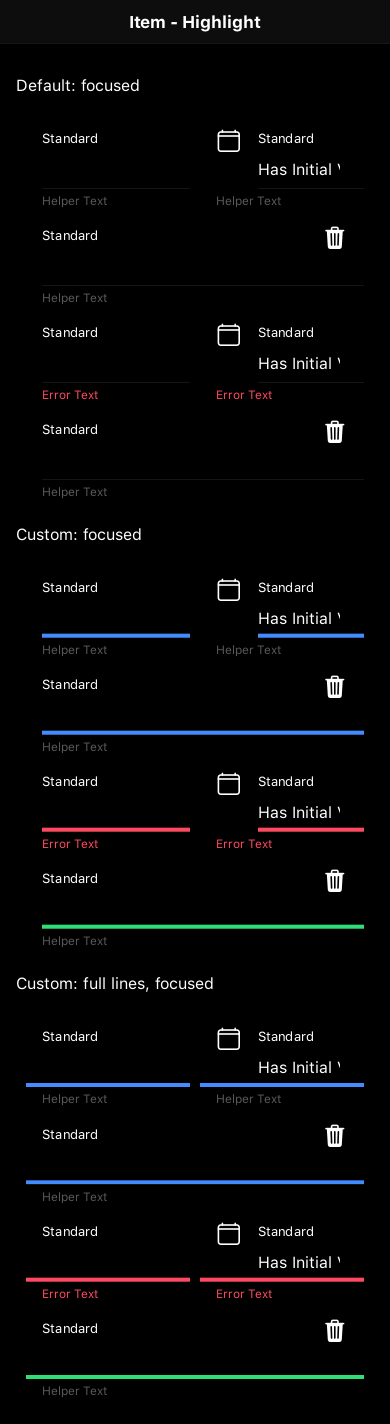 Item - Highlight
Default: focused
Standard Standard
Has Initial
Helper Text Helper Text
Standard
Helper Text
Standard Standard
Has Initial
Error Text Error Text
Standard
Helper Text
Custom: focused
Standard Standard
Has Initial
Helper Text Helper Text
Standard
Helper Text
Standard Standard
Has Initial
Error Text Error Text
Standard
Helper Text
Custom: full lines, focused
Standard Standard
Has Initial
Helper Text Helper Text
Standard
Helper Text
Standard Standard
Has Initial
Error Text Error Text
Standard
Helper Text